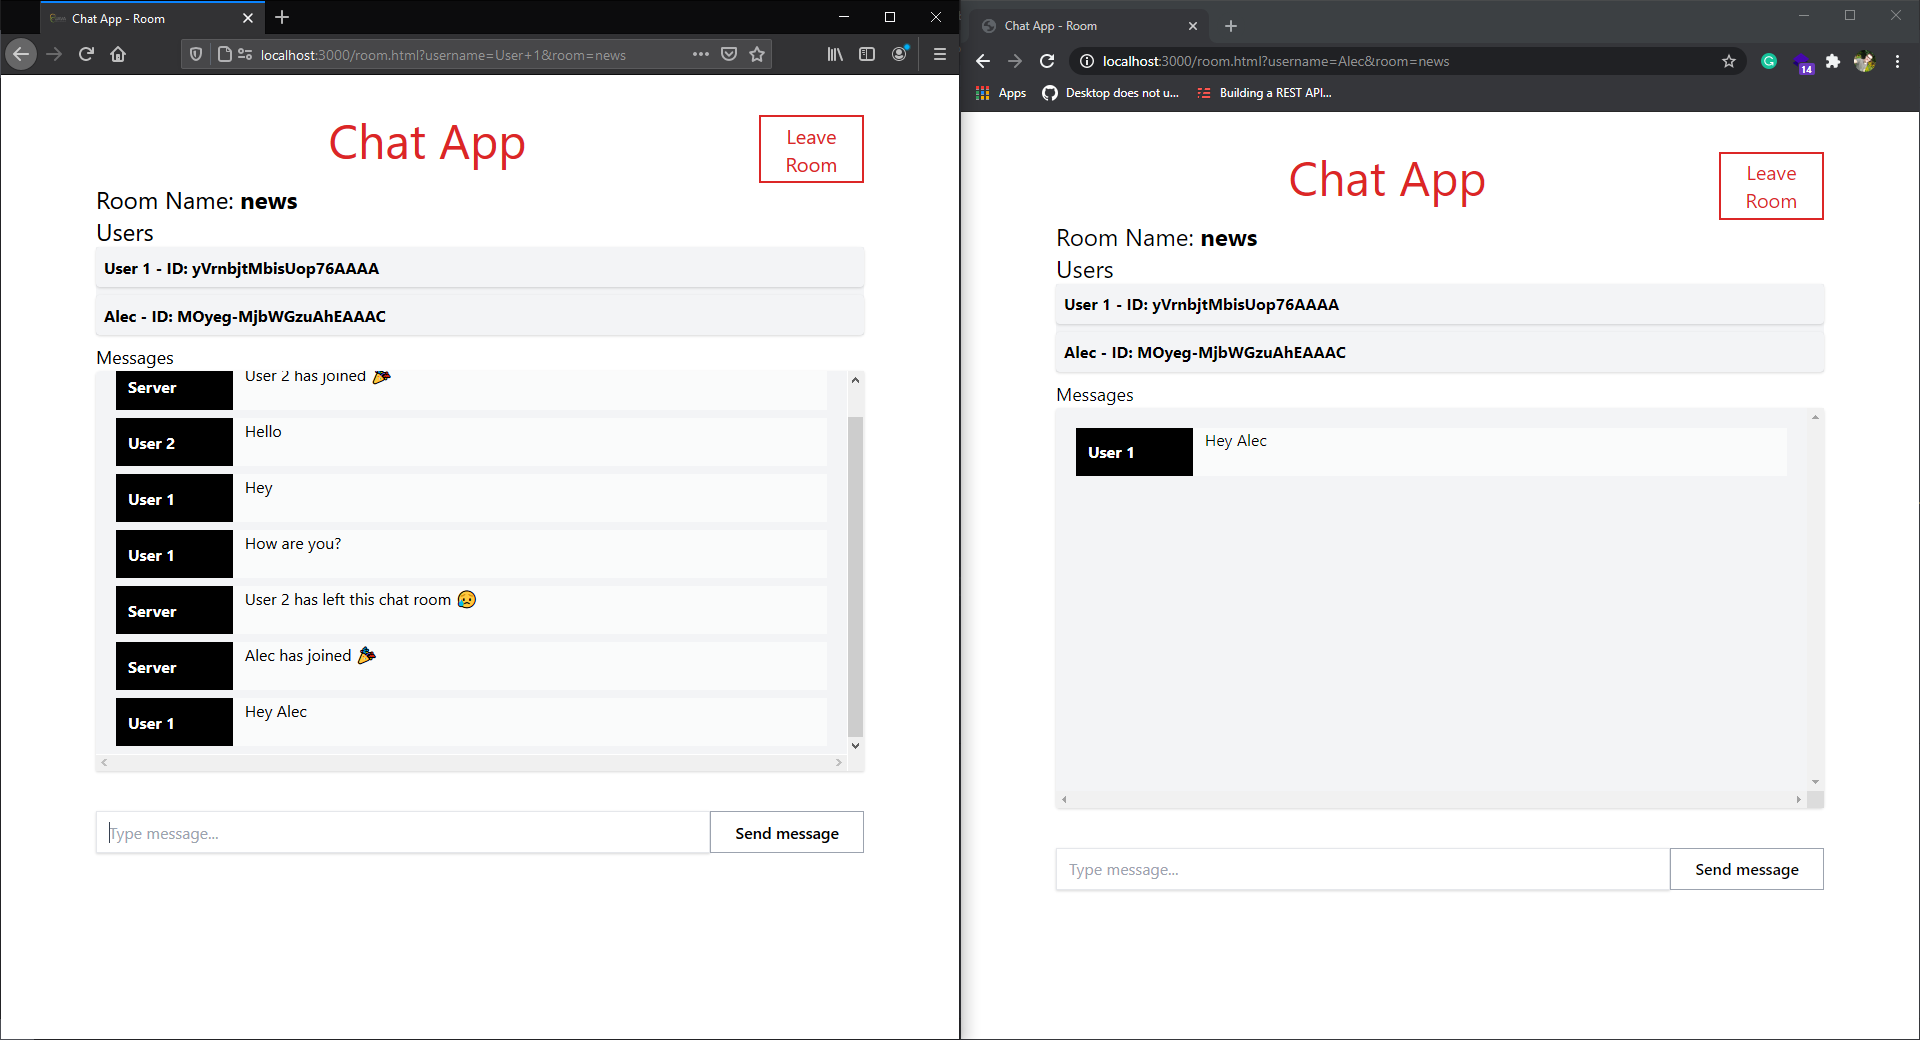 Chat App - Room
localhost:3000/room.html?username=User+1&room=news
Chat App
Leave
Room
Room Name: news
Users
User 1 - ID: yVrnbjtMbisUop76AAAA
Alec - ID: MOyeg-MjbWGzuAhEAAAC
Messages
Server User 2 has joined 🎉
User 2 Hello
User 1 Hey
User 1 How are you?
Server User 2 has left this chat room 😥
Server Alec has joined 🎉
User 1 Hey Alec
Type message...
Send message
Chat App - Room
localhost:3000/room.html?username=Alec&room=news
14
Apps
Desktop does not u...
Building a REST API...
Chat App
Leave
Room
Room Name: news
Users
User 1 - ID: yVrnbjtMbisUop76AAAA
Alec - ID: MOyeg-MjbWGzuAhEAAAC
Messages
User 1 Hey Alec
Type message...
Send message